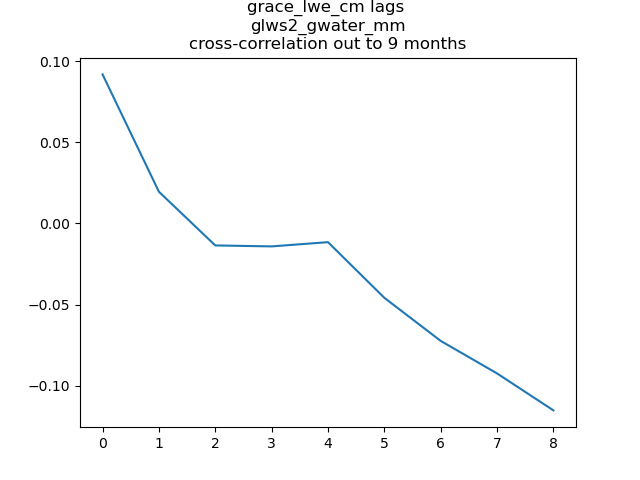 grace_lwe_cm lags
glws2_gwater_mm
cross-correlation out to 9 months
0.10
0.05
0.00
−0.05
−0.10
0 1 2 3 4 5 6 7 8